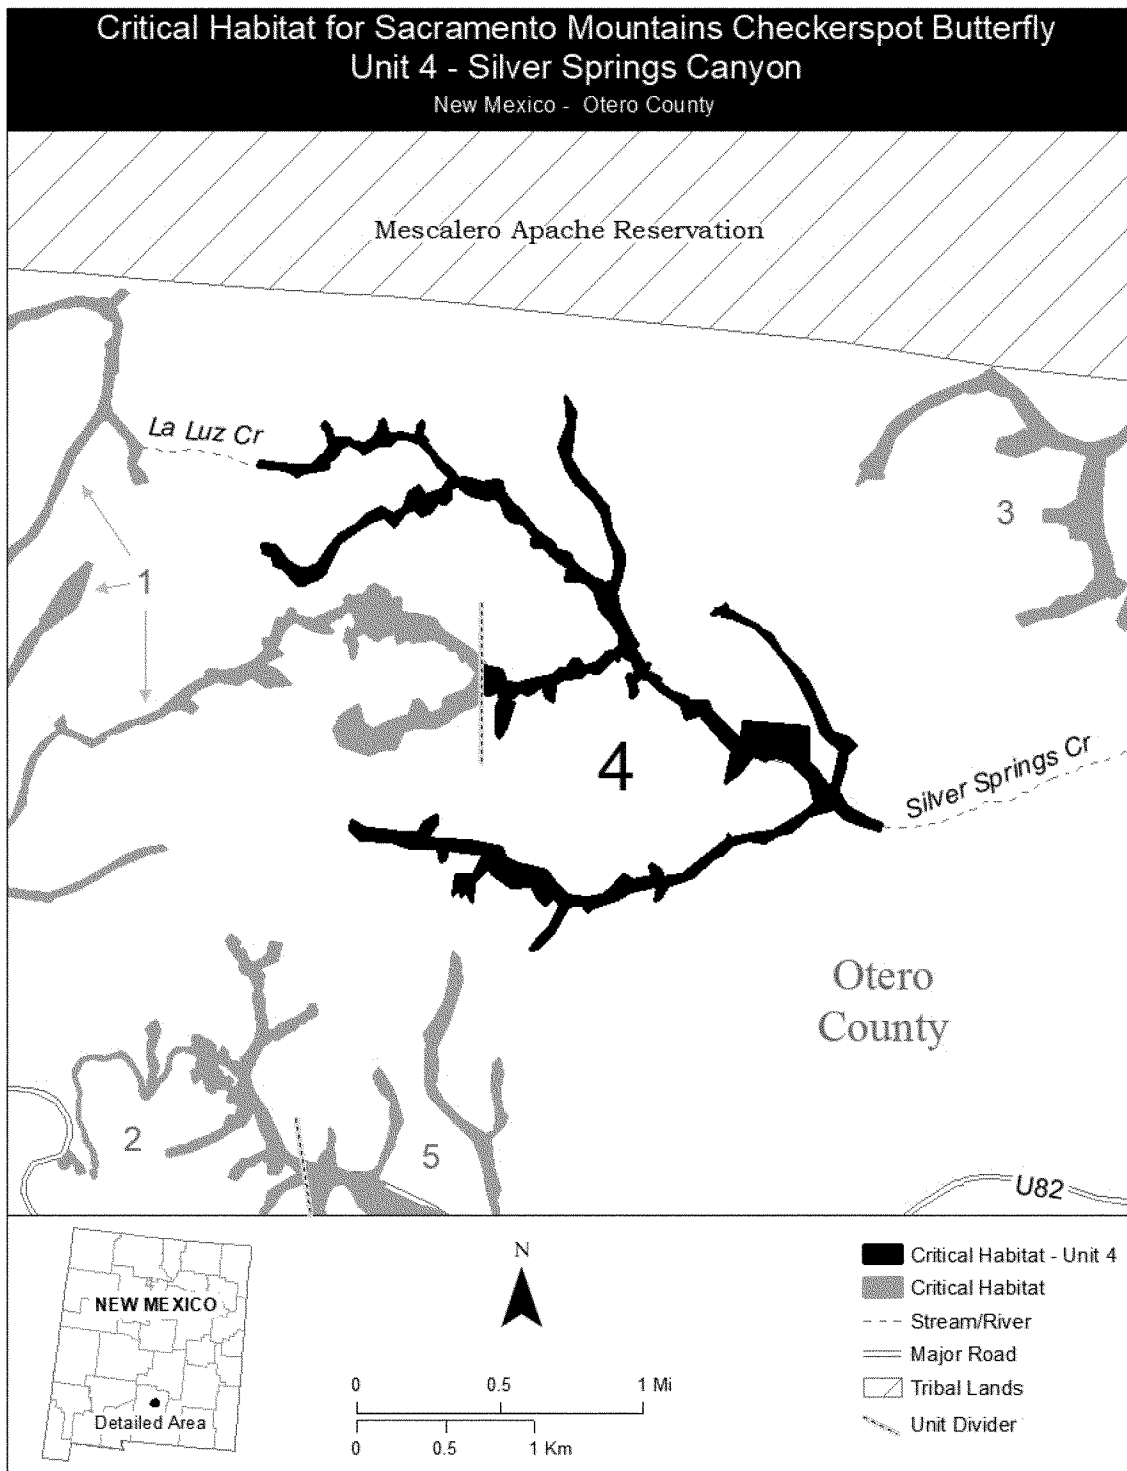 Critical Habitat for Sacramento Mountains Checkerspot Butterfly
Unit 4 - Silver Springs Canyon
New Mexico - Otero County
Mescalero Apache Reservation
La Luz Cr
3
1
4
Silver Springs Cr
Otero
County
2
5
U82
NEW MEXICO
Detailed Area
N
0 0.5 1 Mi
0 0.5 1 Km
Critical Habitat - Unit 4
Critical Habitat
Stream/River
Major Road
Tribal Lands
Unit Divider